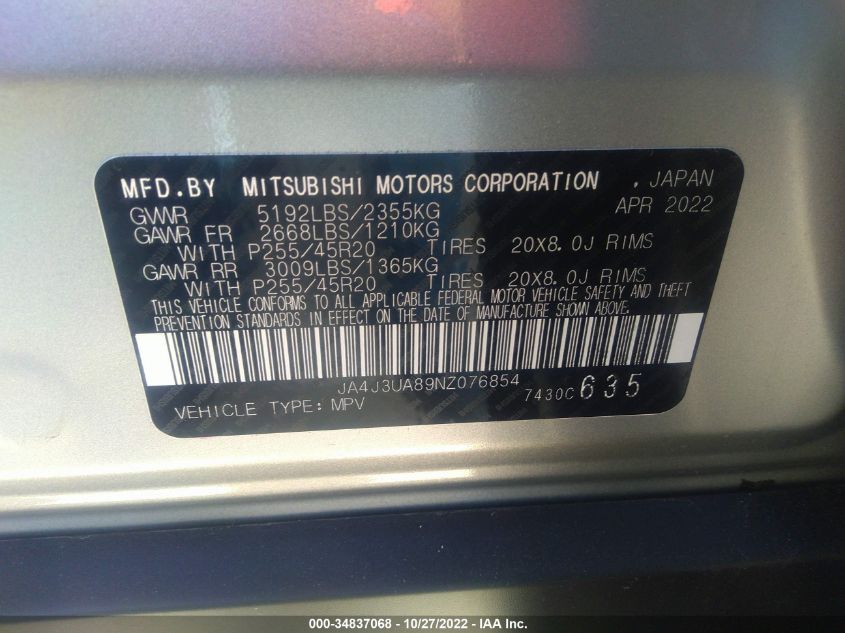 MFD.BY MITSUBISHI MOTORS CORPORATION . JAPAN
GVWR 5192LBS/2355KG APR 2022
GAWR FR 2668LBS/1210KG
WITH P255/45R20 TIRES 20X8.0J RIMS
GAWR RR 3009LBS/1365KG
WITH P255/45R20 TIRES 20X8.0J RIMS
THIS VEHICLE CONFORMS TO ALL APPLICABLE FEDERAL MOTOR VEHICLE SAFETY AND THEFT
PREVENTION STANDARDS IN EFFECT ON THE DATE OF MANUFACTURE SHOWN ABOVE.
JA4J3UA89NZ076854
VEHICLE TYPE: MPV 7430C 635
000-34837068 - 10/27/2022 - IAA Inc.